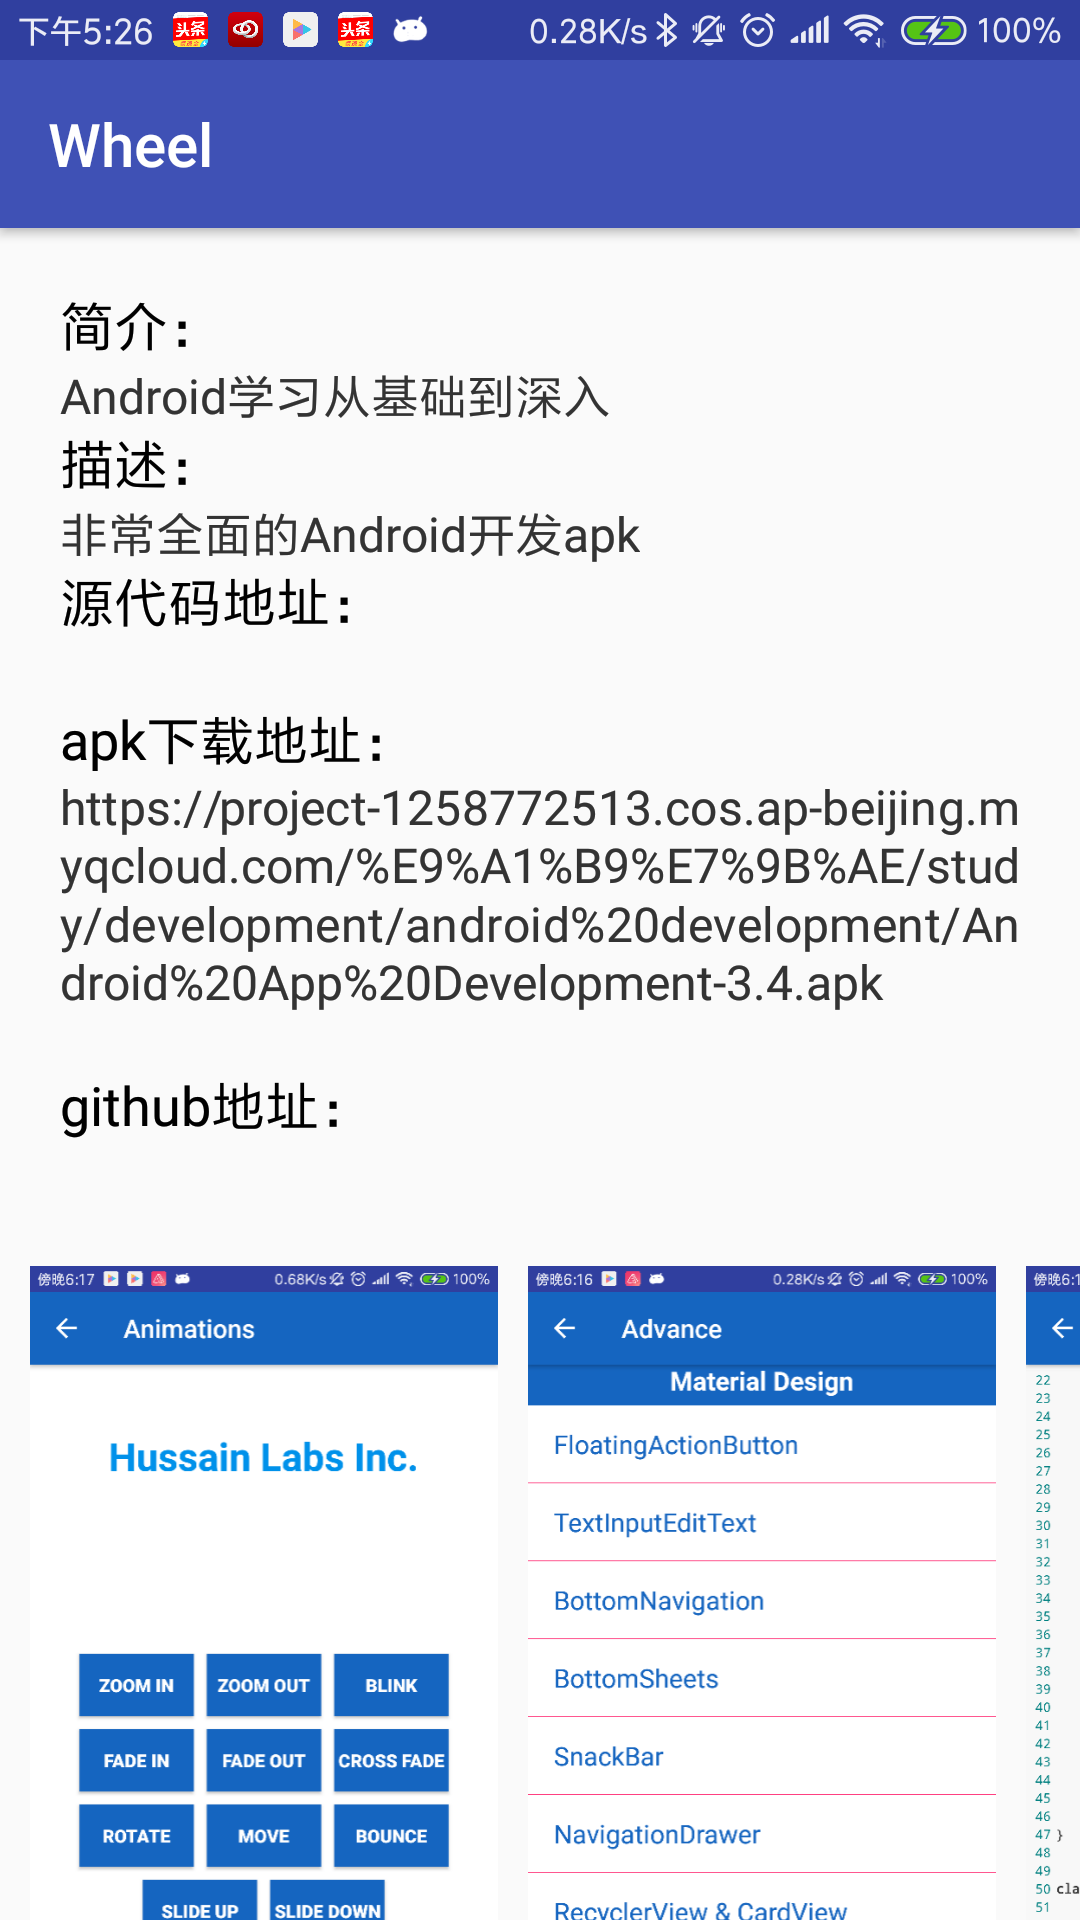 下午5:26
头条
头条
0.28K/s
100%
Wheel
简介：
Android学习从基础到深入
描述：
非常全面的Android开发apk
源代码地址：
apk下载地址：
https://project-1258772513.cos.ap-beijing.m
yqcloud.com/%E9%A1%B9%E7%9B%AE/stud
y/development/android%20development/An
droid%20App%20Development-3.4.apk
github地址：
傍晚6:17
0.68K/s
100%
Animations
Hussain Labs Inc.
ZOOM IN
ZOOM OUT
BLINK
FADE IN
FADE OUT
CROSS FADE
ROTATE
MOVE
BOUNCE
SLIDE UP
SLIDE DOWN
傍晚6:16
0.28K/s
100%
Advance
Material Design
FloatingActionButton
TextInputEditText
BottomNavigation
BottomSheets
SnackBar
NavigationDrawer
RecyclerView & CardView
傍晚6:1
22
23
24
25
26
27
28
29
30
31
32
33
34
35
36
37
38
39
40
41
42
43
44
45
46
47 }
48
49
50 cla
51